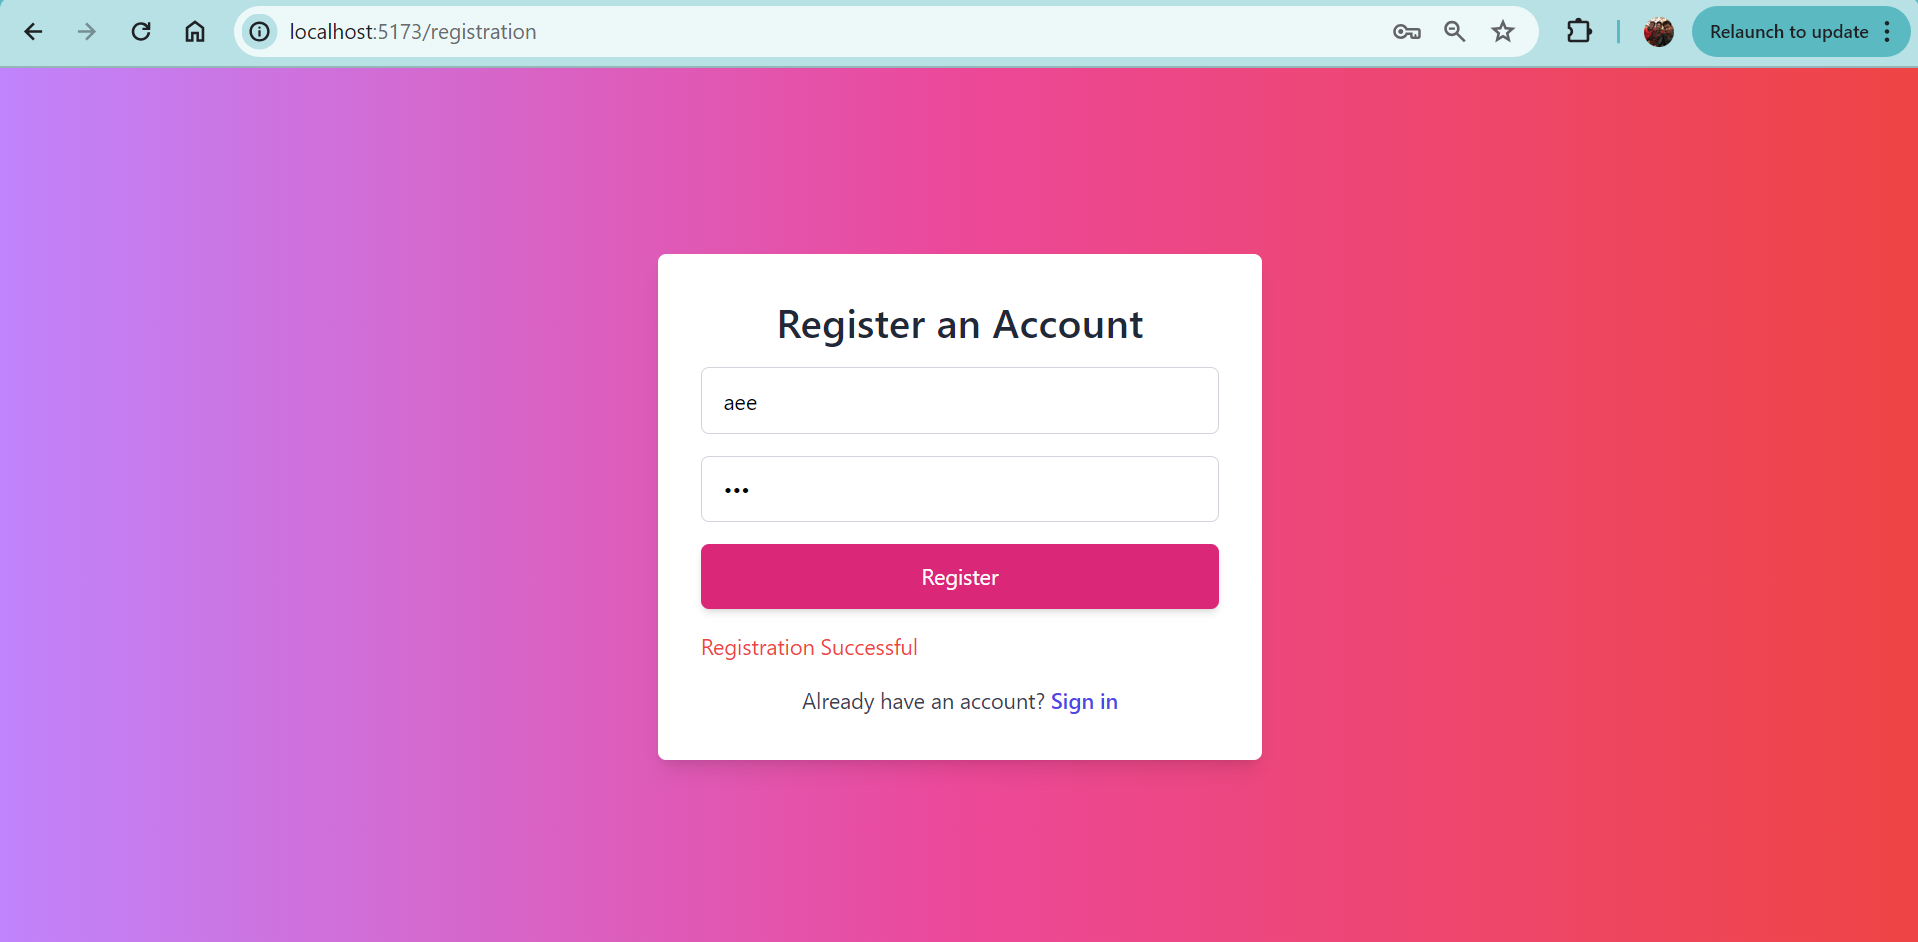 localhost:5173/registration
Relaunch to update
Register an Account
aee
•••
Register
Registration Successful
Already have an account? Sign in